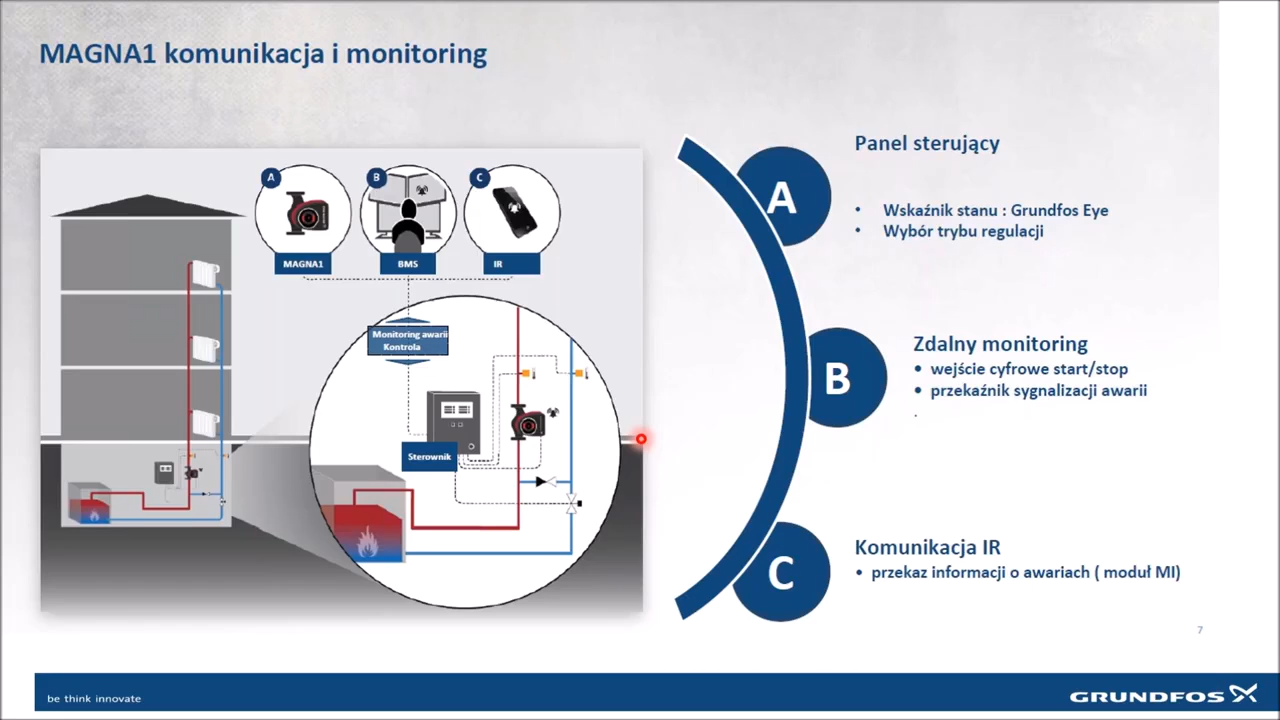 MAGNA1 komunikacja i monitoring
A
B
C
MAGNA1
BMS
IR
Monitoring awarii
Kontrola
Sterownik
A
Panel sterujący
• Wskaźnik stanu : Grundfos Eye
• Wybór trybu regulacji
B
Zdalny monitoring
• wejście cyfrowe start/stop
• przekaźnik sygnalizacji awarii
.
C
Komunikacja IR
• przekaz informacji o awariach ( moduł MI)
7
be think innovate
GRUNDFOS